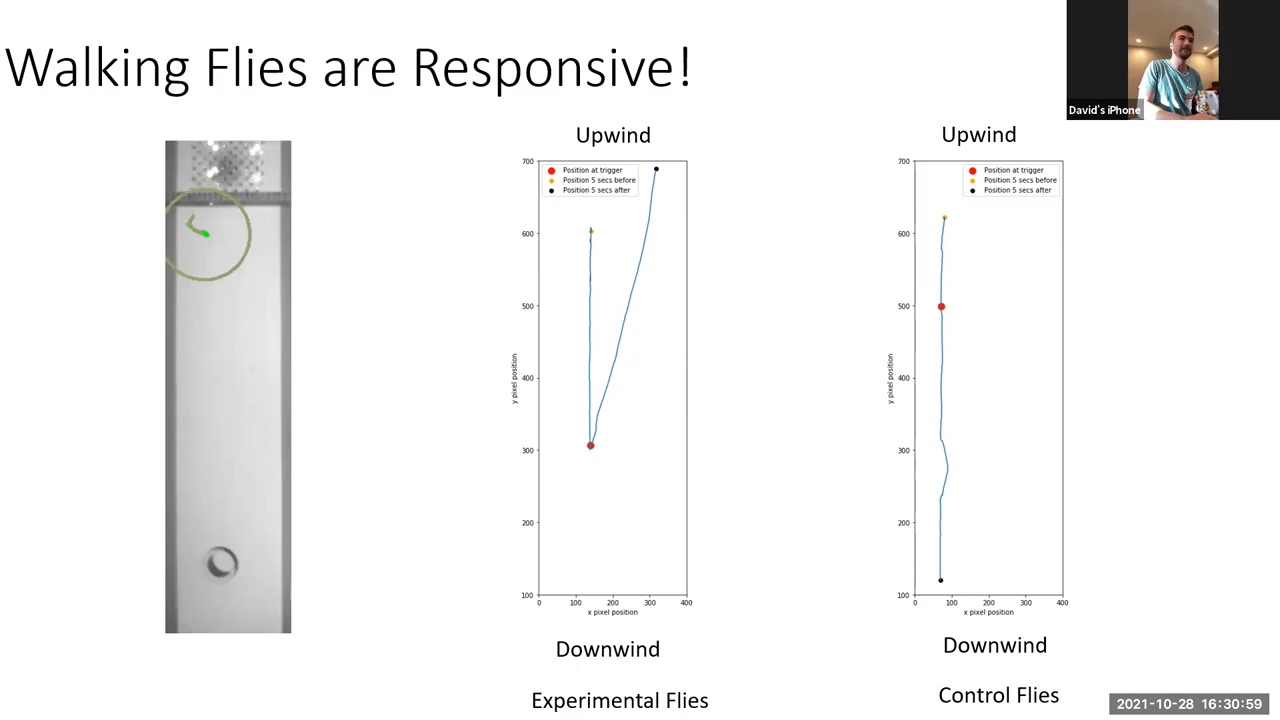 Walking Flies are Responsive!
David's iPhone
Upwind
Position at trigger
Position 5 secs before
Position 5 secs after
700
600
500
400
300
200
100
y pixel position
0
100
200
300
400
x pixel position
Downwind
Experimental Flies
Upwind
Position at trigger
Position 5 secs before
Position 5 secs after
700
600
500
400
300
200
100
y pixel position
0
100
200
300
400
x pixel position
Downwind
Control Flies
2021-10-28 16:30:59